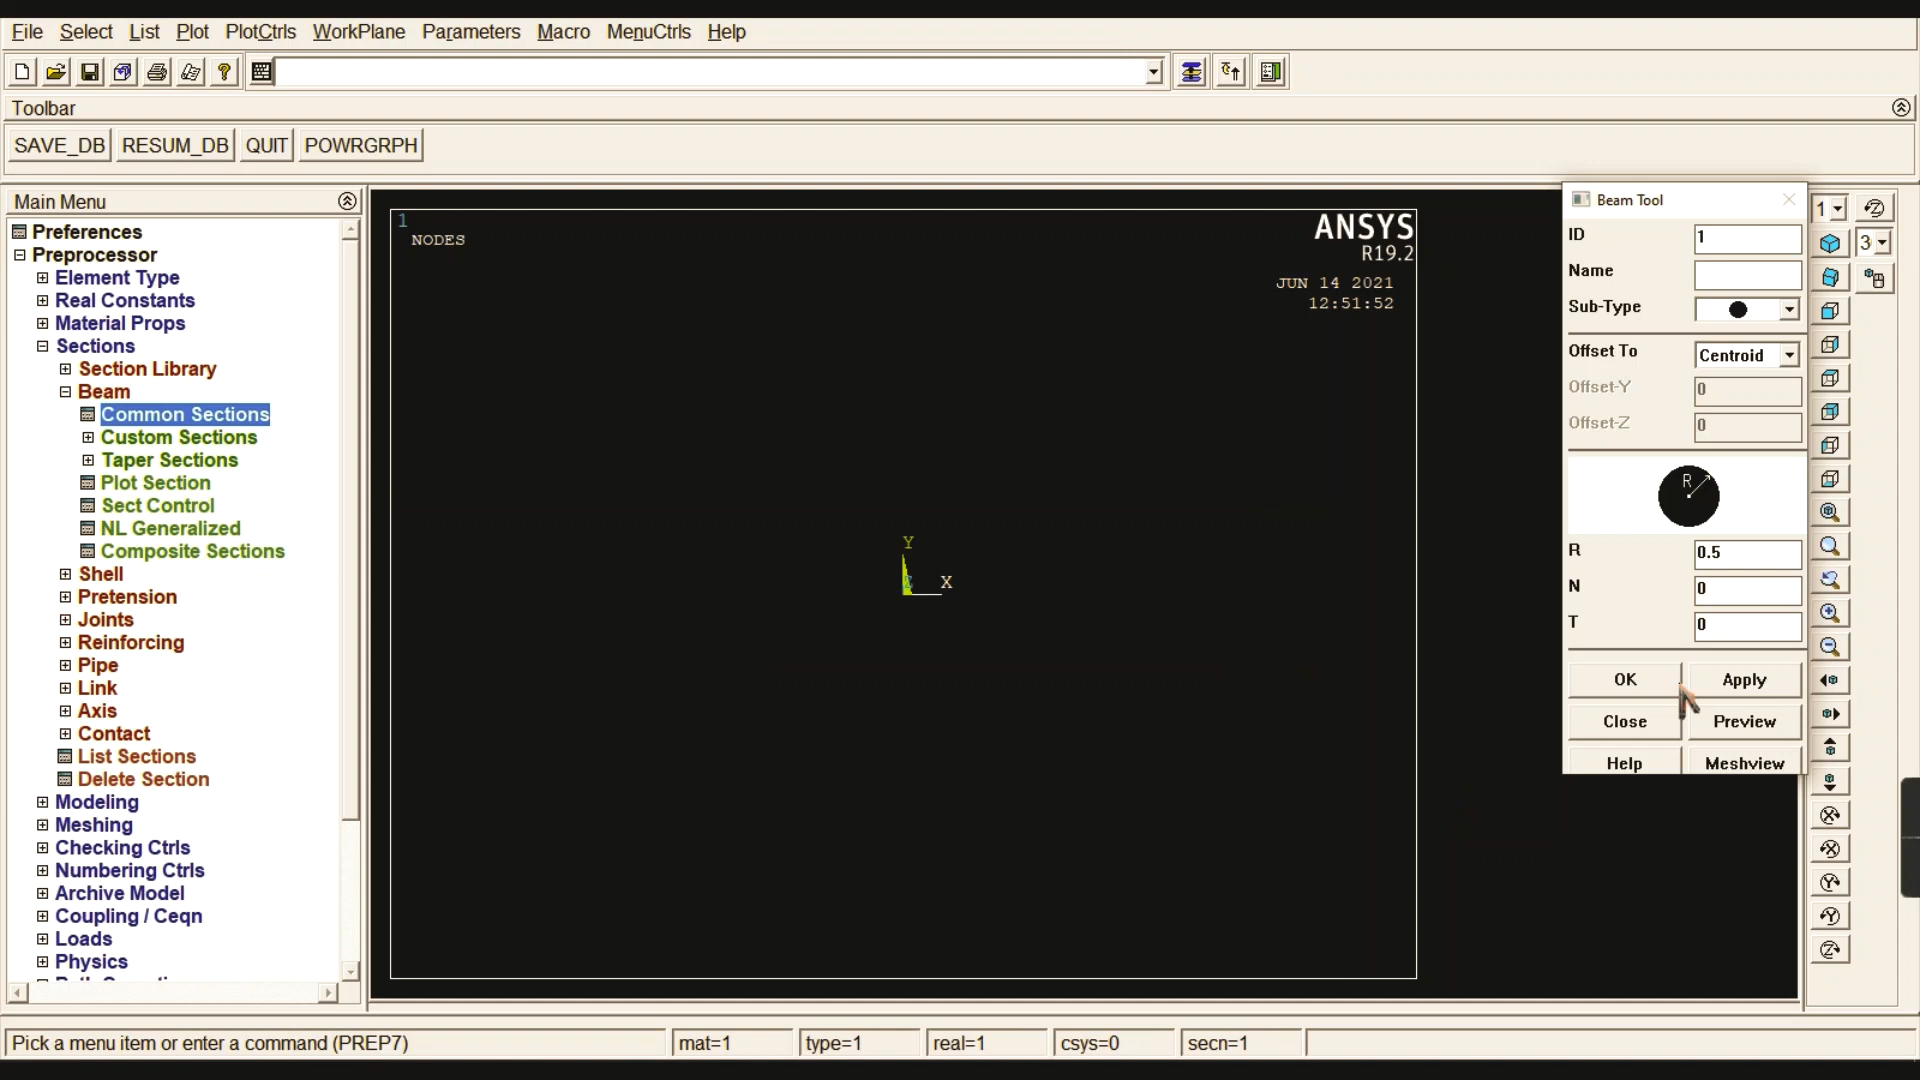 File Select List Plot PlotCtrls WorkPlane Parameters Macro MenuCtrls Help
Toolbar
SAVE_DB RESUM_DB QUIT POWRGRPH
Main Menu
Preferences
Preprocessor
Element Type
Real Constants
Material Props
Sections
Section Library
Beam
Common Sections
Custom Sections
Taper Sections
Plot Section
Sect Control
NL Generalized
Composite Sections
Shell
Pretension
Joints
Reinforcing
Pipe
Link
Axis
Contact
List Sections
Delete Section
Modeling
Meshing
Checking Ctrls
Numbering Ctrls
Archive Model
Coupling / Ceqn
Loads
Physics
1
NODES
ANSYS
R19.2
JUN 14 2021
12:51:52
Y
Z X
Beam Tool
ID 1
Name
Sub-Type
Offset To Centroid
Offset-Y 0
Offset-Z 0
R
R 0.5
N 0
T 0
OK Apply
Close Preview
Help Meshview
1
3
Pick a menu item or enter a command (PREP7) mat=1 type=1 real=1 csys=0 secn=1